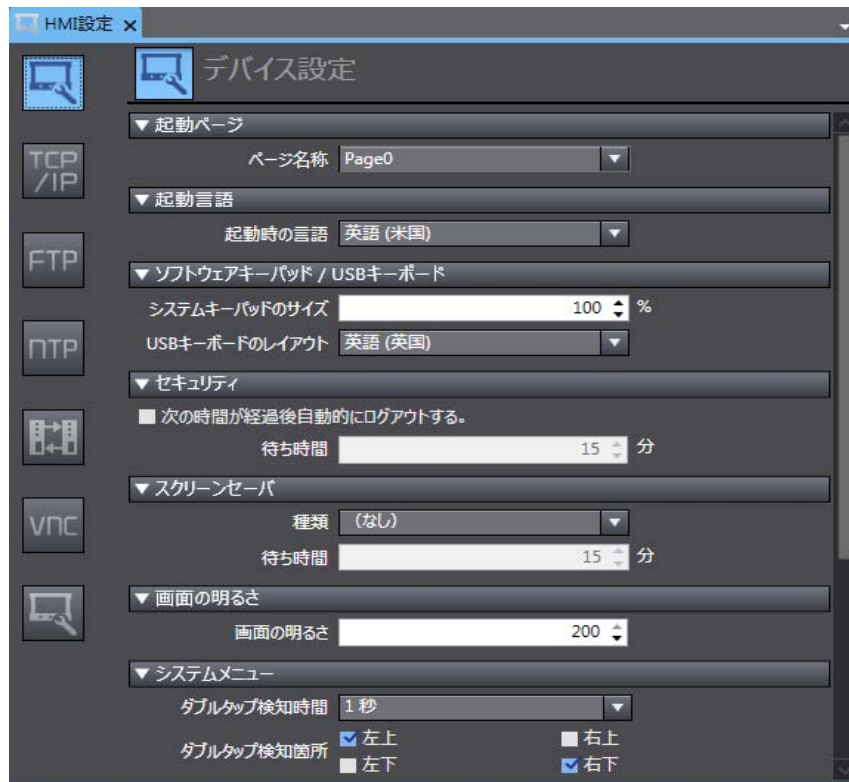 HMI設定
デバイス設定
TCP
/IP
FTP
NTP
VNC
▼ 起動ページ
ページ名称 Page0
▼ 起動言語
起動時の言語 英語 (米国)
▼ ソフトウェアキーパッド / USBキーボード
システムキーパッドのサイズ 100 %
USBキーボードのレイアウト 英語 (英国)
▼ セキュリティ
次の時間が経過後自動的にログアウトする。
待ち時間 15 分
▼ スクリーンセーバ
種類 (なし)
待ち時間 15 分
▼ 画面の明るさ
画面の明るさ 200
▼ システムメニュー
ダブルタップ検知時間 1 秒
ダブルタップ検知箇所 左上 右上
左下 右下